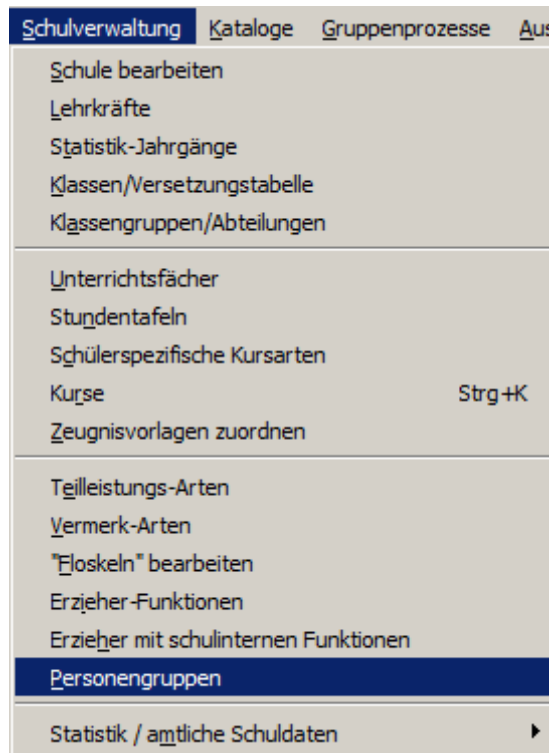 Schulverwaltung Kataloge Gruppenprozesse Aus
Schule bearbeiten
Lehrkräfte
Statistik-Jahrgänge
Klassen/Versetzungstabelle
Klassengruppen/Abteilungen
Unterrichtsfächer
Stundentafeln
Schülerspezifische Kursarten
Kurse Strg+K
Zeugnisvorlagen zuordnen
Teilleistungs-Arten
Vermerk-Arten
"Floskeln" bearbeiten
Erzieher-Funktionen
Erzieher mit schulinternen Funktionen
Personengruppen
Statistik / amtliche Schuldaten